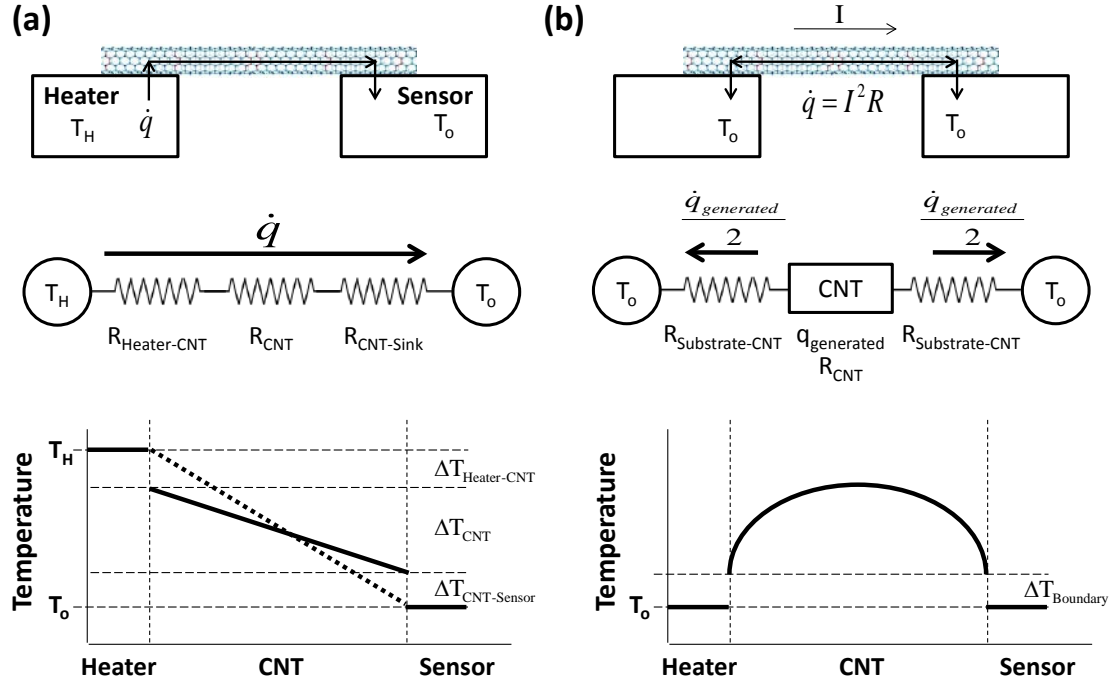 (a)
Heater
T_H
q̇
Sensor
T_o
q̇
T_H
T_o
R_Heater-CNT
R_CNT
R_CNT-Sink
Temperature
T_H
T_o
ΔT_Heater-CNT
ΔT_CNT
ΔT_CNT-Sensor
Heater
CNT
Sensor
(b)
I
q̇ = I²R
T_o
T_o
q̇_generated
2
q̇_generated
2
T_o
CNT
T_o
R_Substrate-CNT
q_generated
R_CNT
R_Substrate-CNT
Temperature
T_o
ΔT_Boundary
Heater
CNT
Sensor